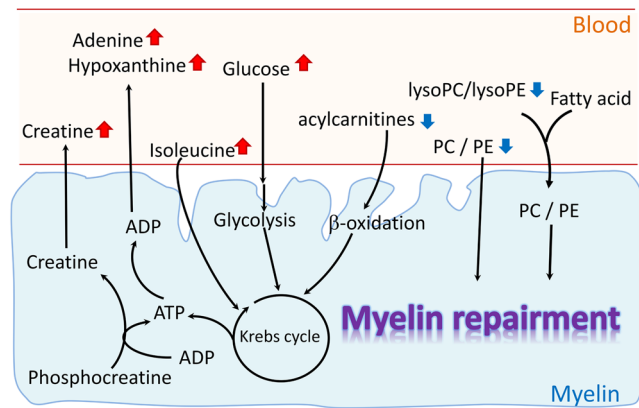 Blood
Adenine
Hypoxanthine
Glucose
lysoPC/lysoPE
Fatty acid
acylcarnitines
Creatine
Isoleucine
PC / PE
Glycolysis
β-oxidation
PC / PE
ADP
Creatine
ATP
Krebs cycle
Myelin repairment
ADP
Phosphocreatine
Myelin